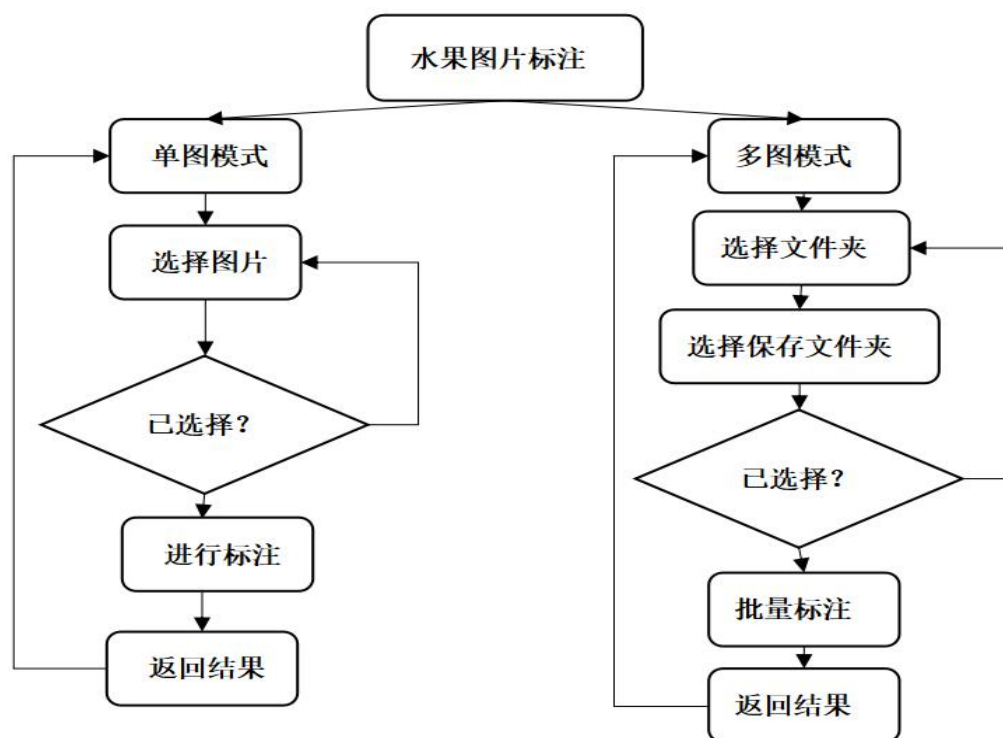 水果图片标注
单图模式
选择图片
已选择？
进行标注
返回结果
多图模式
选择文件夹
选择保存文件夹
已选择？
批量标注
返回结果